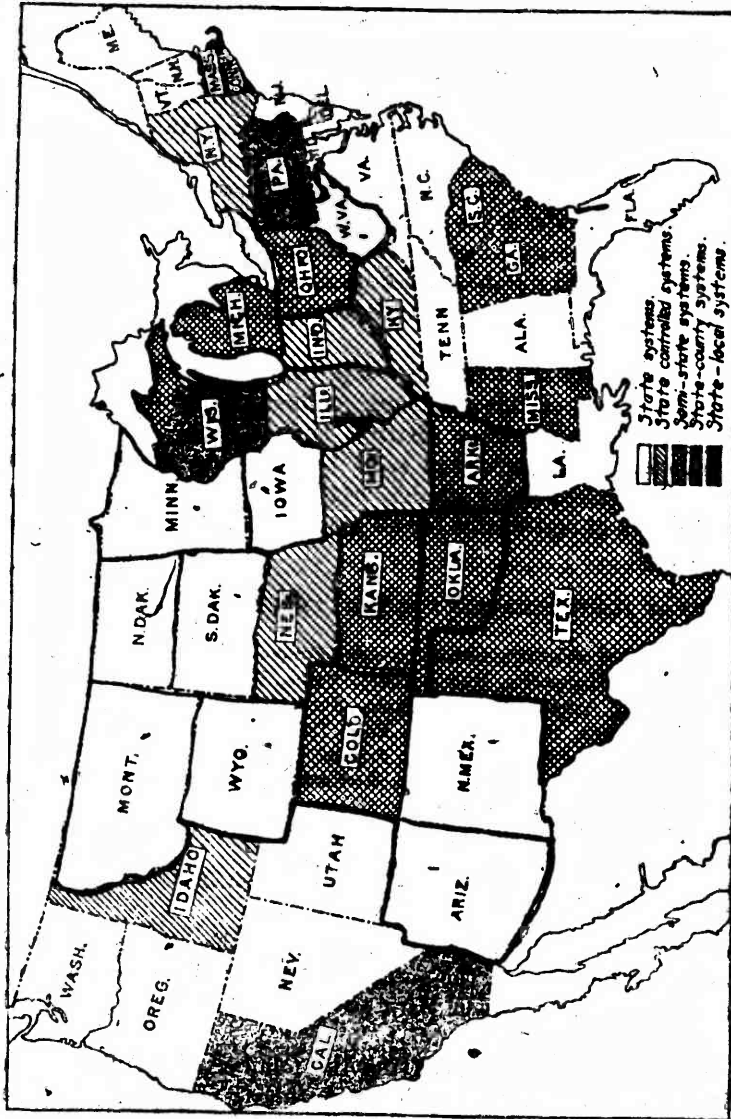 WASH.
OREG.
CAL
NEV.
IDAHO
MONT.
WYO.
UTAH
ARIZ.
N.MEX.
COLO
N.DAK.
S.DAK.
NEB.
KANS.
OKLA.
TEX.
MINN.
IOWA
MO.
ARK.
LA.
WIS.
ILL.
MICH.
IND.
OHIO
KY.
TENN
MISS.
ALA.
GA.
S.C.
N.C.
FLA.
VA.
W.VA.
PA.
N.Y.
VT.
N.H.
ME.
MASS.
CONN.
N.J.
DEL.
State systems.
State controlled systems.
Semi-state systems.
State-county systems.
State-local systems.